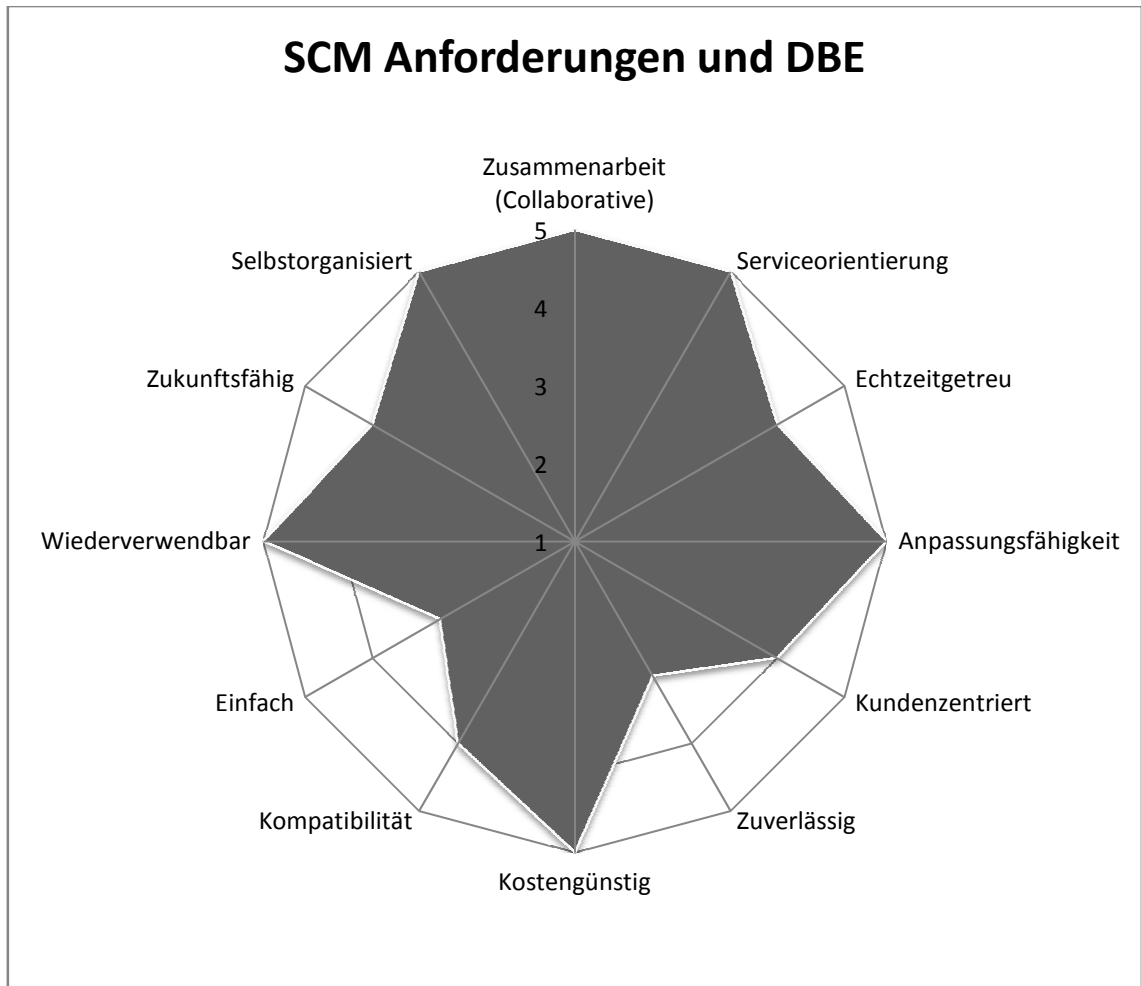 SCM Anforderungen und DBE
Zusammenarbeit
(Collaborative)
Serviceorientierung
Echtzeitgetreu
Anpassungsfähigkeit
Kundenzentriert
Zuverlässig
Kostengünstig
Kompatibilität
Einfach
Wiederverwendbar
Zukunftsfähig
Selbstorganisiert
5
4
3
2
1